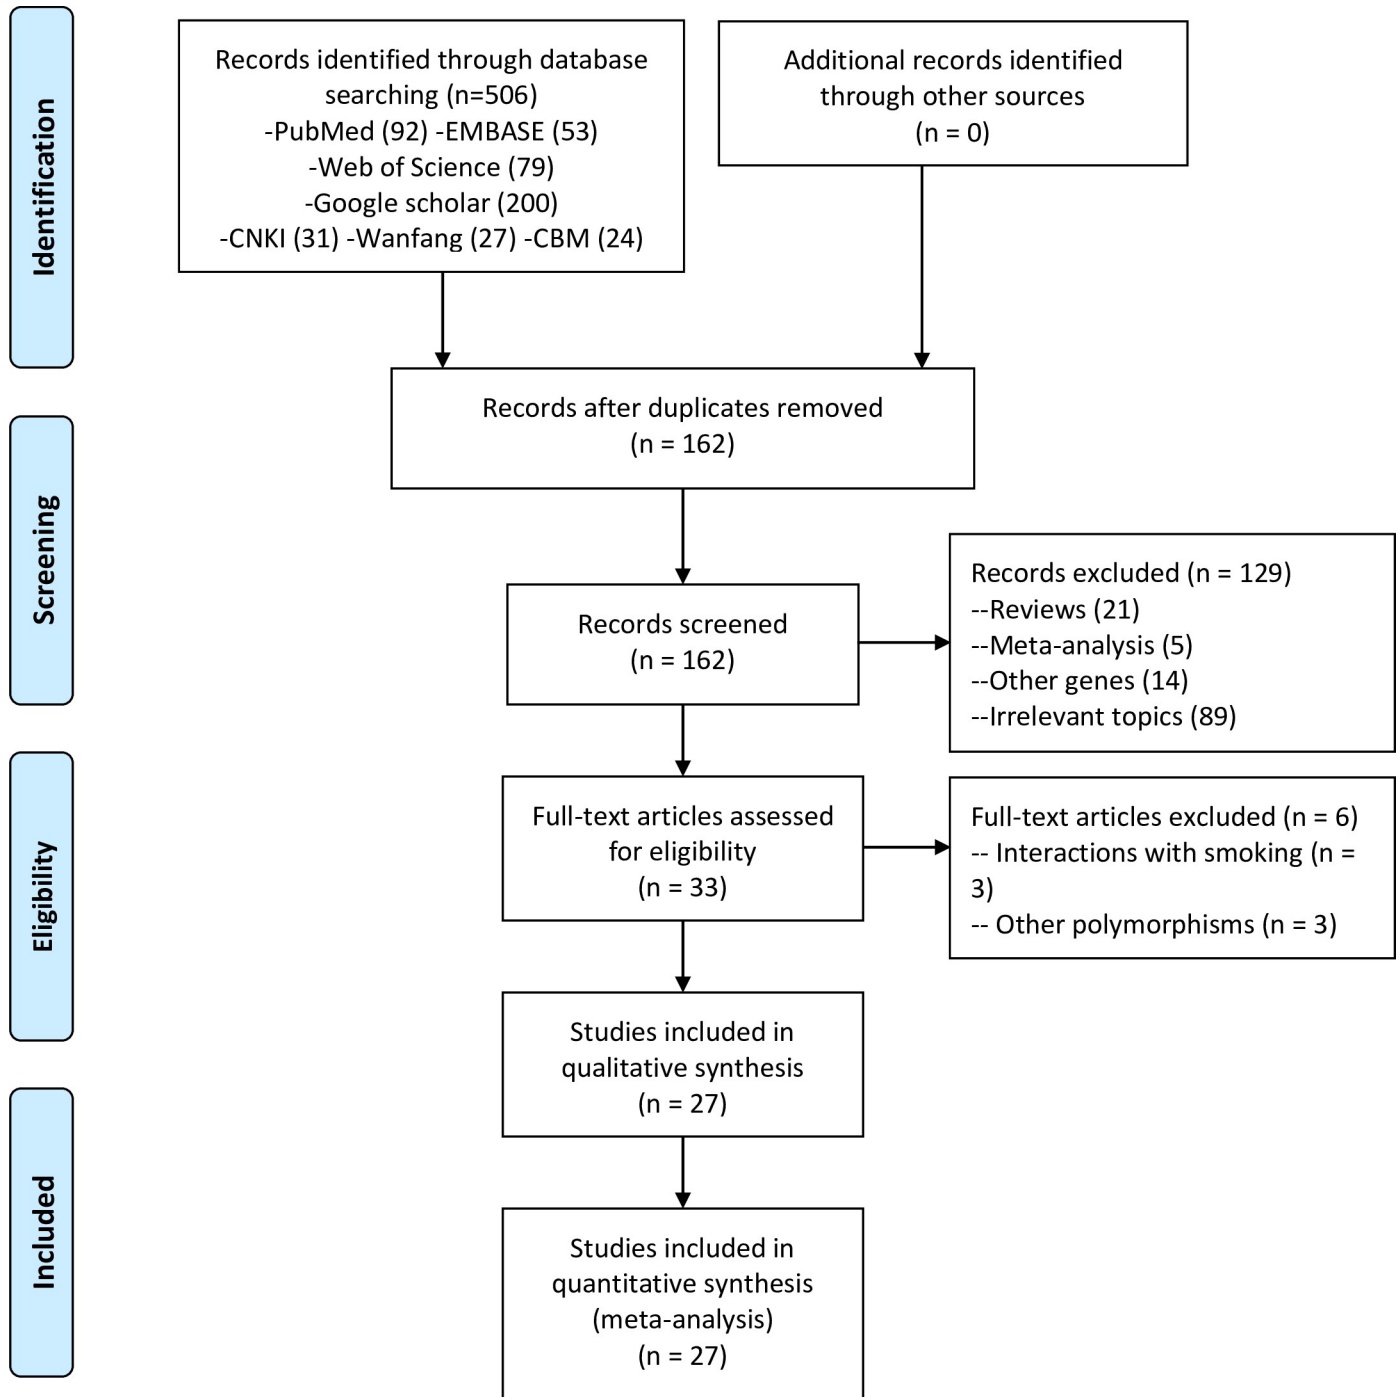 Identification
Records identified through database
searching (n=506)
-PubMed (92) -EMBASE (53)
-Web of Science (79)
-Google scholar (200)
-CNKI (31) -Wanfang (27) -CBM (24)
Additional records identified
through other sources
(n = 0)
Records after duplicates removed
(n = 162)
Screening
Records screened
(n = 162)
Records excluded (n = 129)
--Reviews (21)
--Meta-analysis (5)
--Other genes (14)
--Irrelevant topics (89)
Eligibility
Full-text articles assessed
for eligibility
(n = 33)
Full-text articles excluded (n = 6)
-- Interactions with smoking (n =
3)
-- Other polymorphisms (n = 3)
Studies included in
qualitative synthesis
(n = 27)
Included
Studies included in
quantitative synthesis
(meta-analysis)
(n = 27)